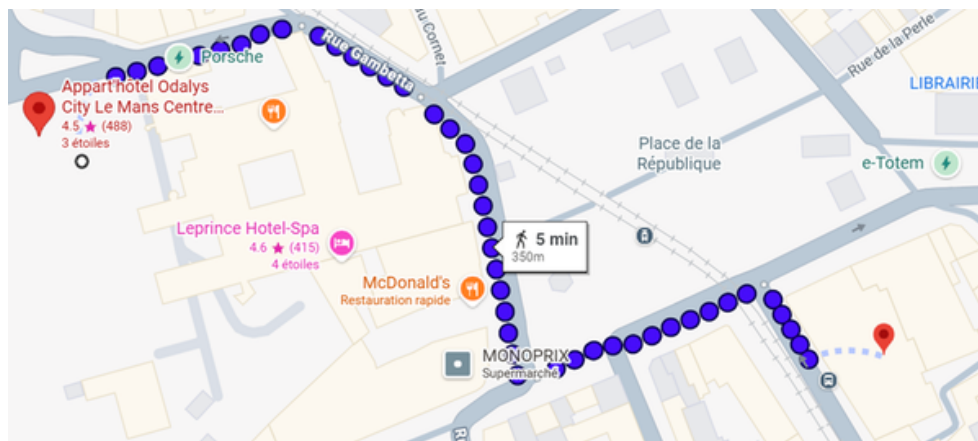 u Cornet
Rue de la Perle
Rue Gambetta
Porsche
LIBRAIRI
Appart'hôtel Odalys
City Le Mans Centre...
4.5 ★ (488)
3 étoiles
Place de la
République
e-Totem
Leprince Hotel-Spa
4.6 ★ (415)
4 étoiles
5 min
350m
McDonald's
Restauration rapide
MONOPRIX
Supermarché